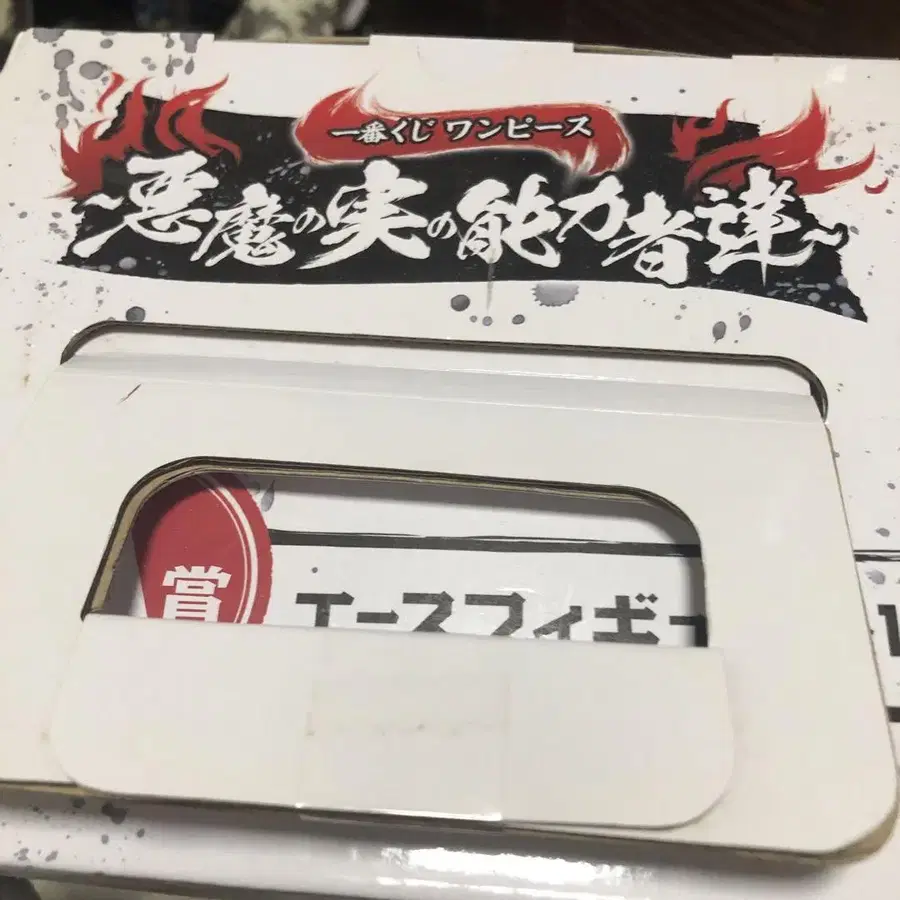 一番くじ ワンピース
~悪魔の実の能力者達~
賞
エースフィギ